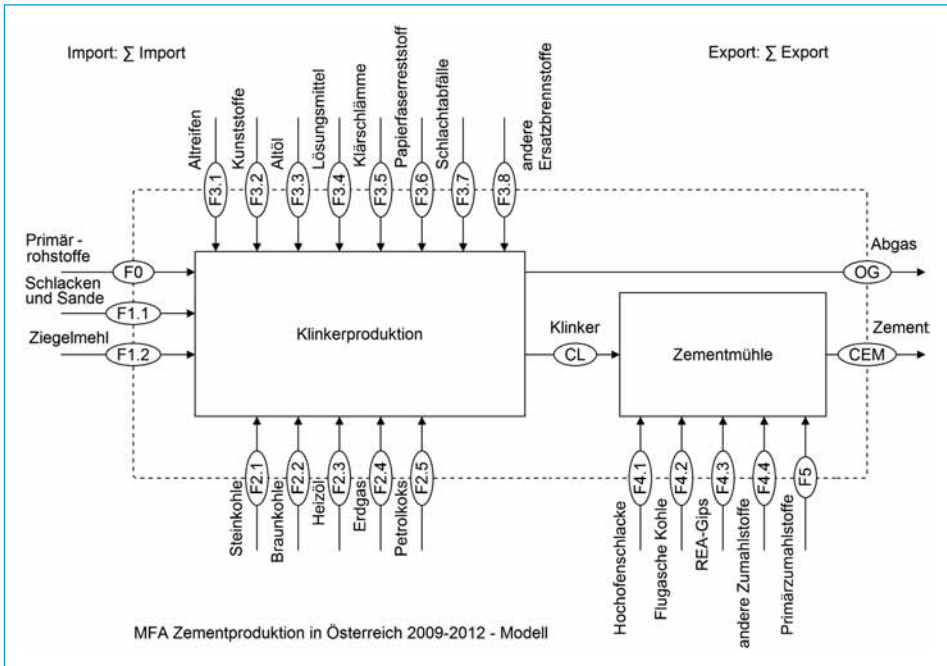 Import: ∑ Import
Export: ∑ Export
Altreifen
Kunststoffe
Altöl
Lösungsmittel
Klärschlämme
Papierfaserreststoff
Schlachtabfälle
andere
Ersatzbrennstoffe
F3.1
F3.2
F3.3
F3.4
F3.5
F3.6
F3.7
F3.8
Primär -
rohstoffe
F0
Schlacken
und Sande
F1.1
Ziegelmehl
F1.2
Klinkerproduktion
Abgas
OG
Klinker
CL
Zementmühle
Zement
CEM
Steinkohle
F2.1
Braunkohle
F2.2
Heizöl
F2.3
Erdgas
F2.4
Petrolkoks
F2.5
Hochofenschlacke
F4.1
Flugasche Kohle
F4.2
REA-Gips
F4.3
andere Zumahlstoffe
F4.4
Primärzumahlstoffe
F5
MFA Zementproduktion in Österreich 2009-2012 - Modell